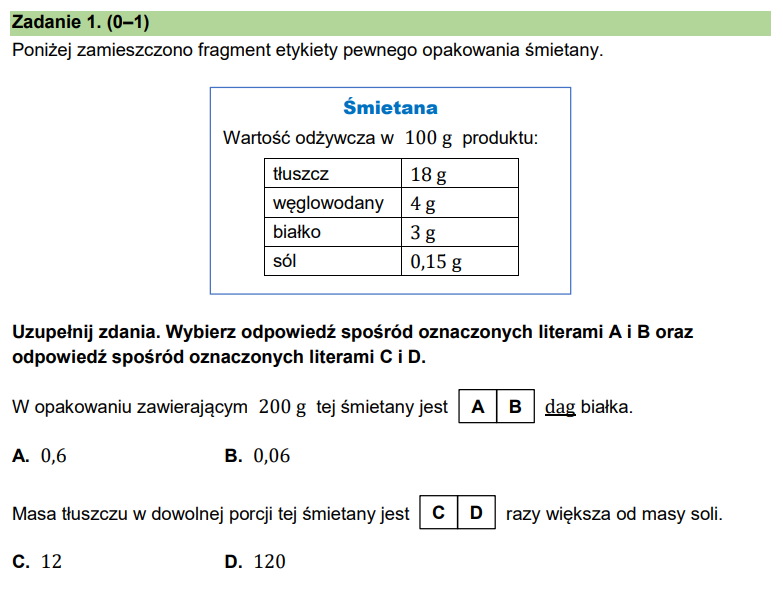 Zadanie 1. (0–1)
Poniżej zamieszczono fragment etykiety pewnego opakowania śmietany.
Śmietana
Wartość odżywcza w 100 g produktu:
tłuszcz 18 g
węglowodany 4 g
białko 3 g
sól 0,15 g
Uzupełnij zdania. Wybierz odpowiedź spośród oznaczonych literami A i B oraz
odpowiedź spośród oznaczonych literami C i D.
W opakowaniu zawierającym 200 g tej śmietany jest A B dag białka.
A. 0,6 B. 0,06
Masa tłuszczu w dowolnej porcji tej śmietany jest C D razy większa od masy soli.
C. 12 D. 120